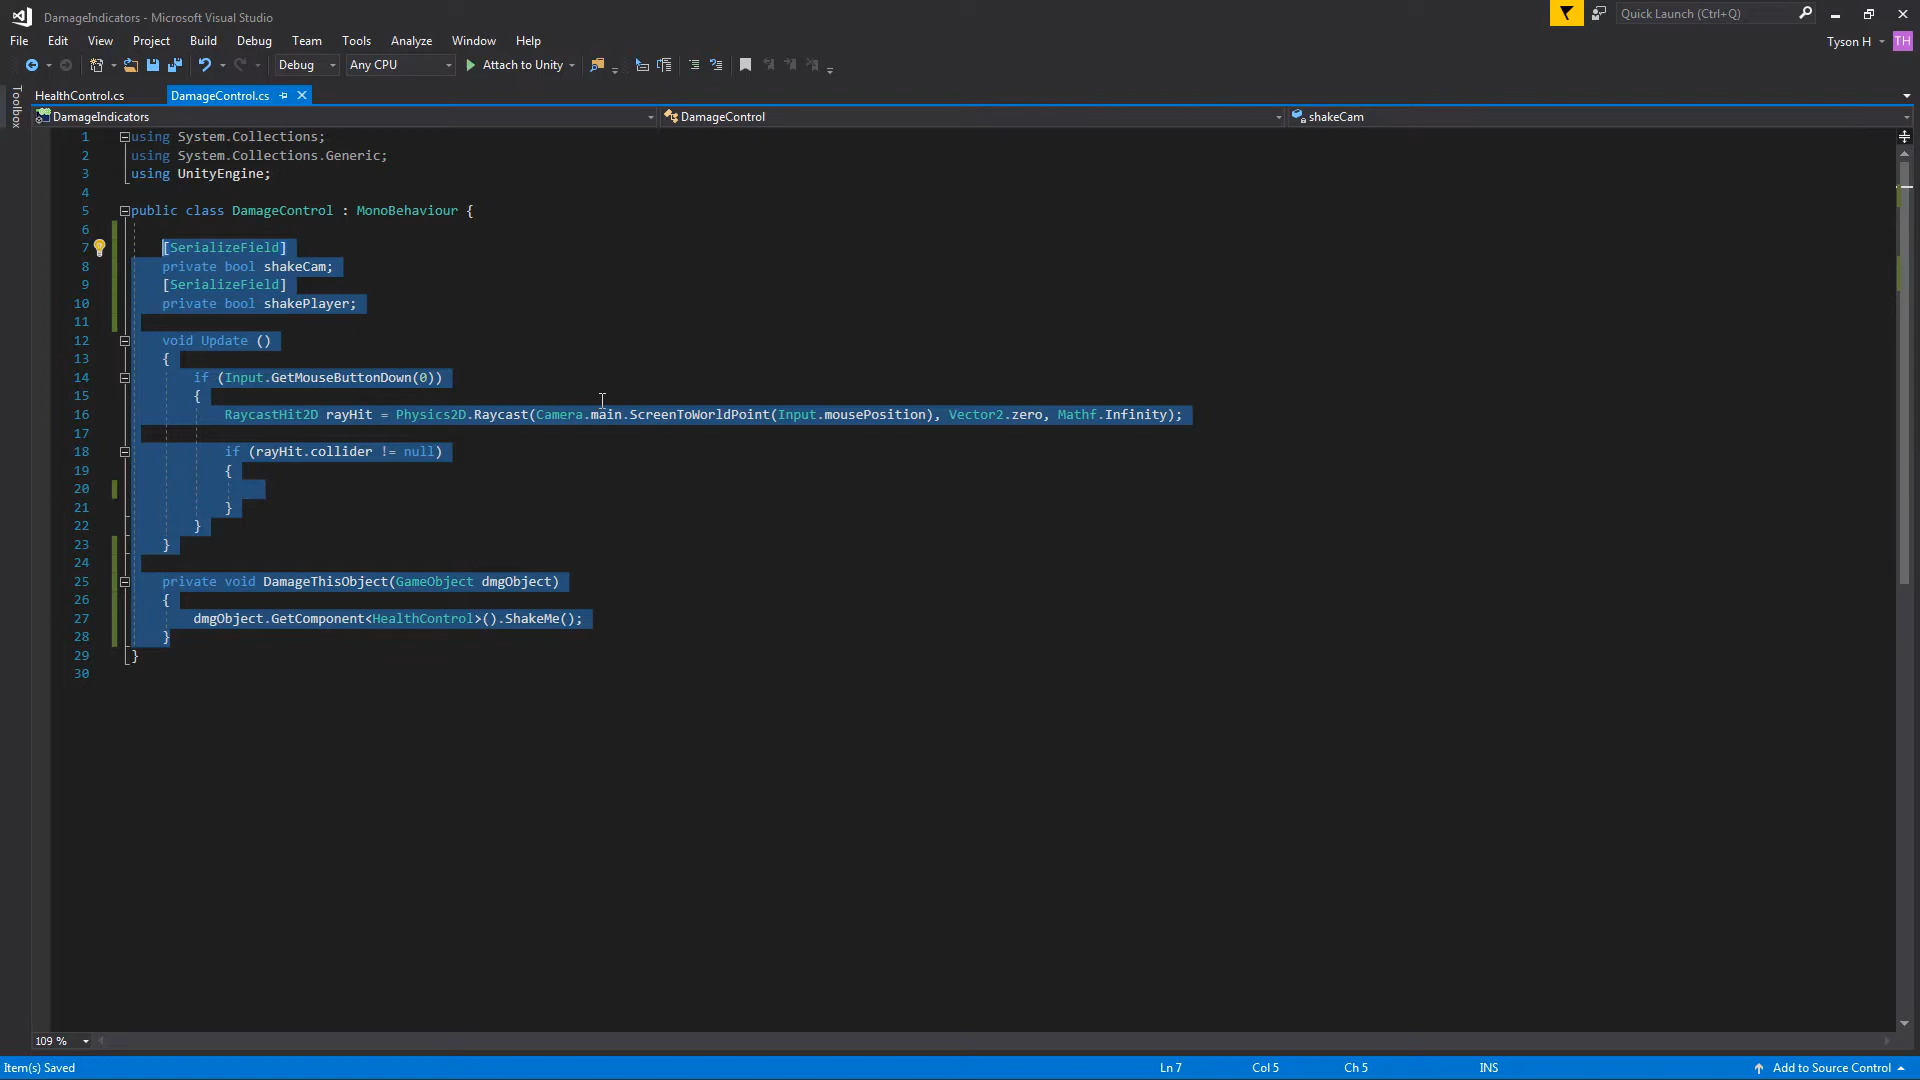 DamageIndicators - Microsoft Visual Studio
Quick Launch (Ctrl+Q)
File Edit View Project Build Debug Team Tools Analyze Window Help
Tyson H TH
Debug Any CPU Attach to Unity
Toolbox
HealthControl.cs DamageControl.cs
DamageIndicators DamageControl shakeCam
1 using System.Collections;
2 using System.Collections.Generic;
3 using UnityEngine;
4
5 public class DamageControl : MonoBehaviour {
6
7 [SerializeField]
8 private bool shakeCam;
9 [SerializeField]
10 private bool shakePlayer;
11
12 void Update ()
13 {
14 if (Input.GetMouseButtonDown(0))
15 {
16 RaycastHit2D rayHit = Physics2D.Raycast(Camera.main.ScreenToWorldPoint(Input.mousePosition), Vector2.zero, Mathf.Infinity);
17
18 if (rayHit.collider != null)
19 {
20
21 }
22 }
23 }
24
25 private void DamageThisObject(GameObject dmgObject)
26 {
27 dmgObject.GetComponent<HealthControl>().ShakeMe();
28 }
29 }
30
109 %
Item(s) Saved Ln 7 Col 5 Ch 5 INS Add to Source Control